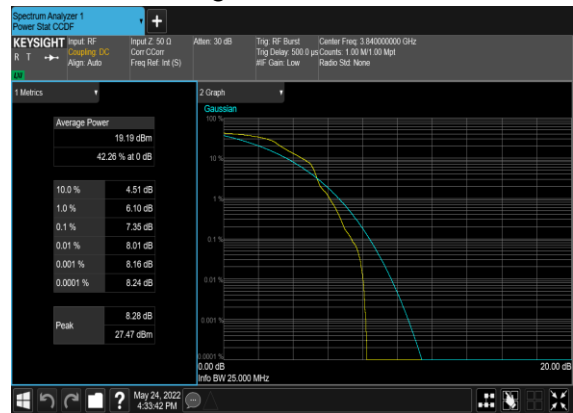 Spectrum Analyzer 1
Power Stat CCDF
+
KEYSIGHT Input: RF Input Z: 50 Ω Atten: 30 dB Trig: RF Burst Center Freq: 3.840000000 GHz
R T Coupling: DC Corr CCorr Trig Delay: 500.0 µs Counts: 1.00 M/1.00 Mpt
Align: Auto Freq Ref: Int (S) #IF Gain: Low Radio Std: None
LW
1 Metrics
Average Power
19.19 dBm
42.26 % at 0 dB
10.0 % 4.51 dB
1.0 % 6.10 dB
0.1 % 7.35 dB
0.01 % 8.01 dB
0.001 % 8.16 dB
0.0001 % 8.24 dB
Peak 8.28 dB
27.47 dBm
2 Graph
Gaussian
100 %
10 %
1 %
0.1 %
0.01 %
0.001 %
0.0001 %
0.00 dB 20.00 dB
Info BW 25.000 MHz
? May 24, 2022
4:33:42 PM